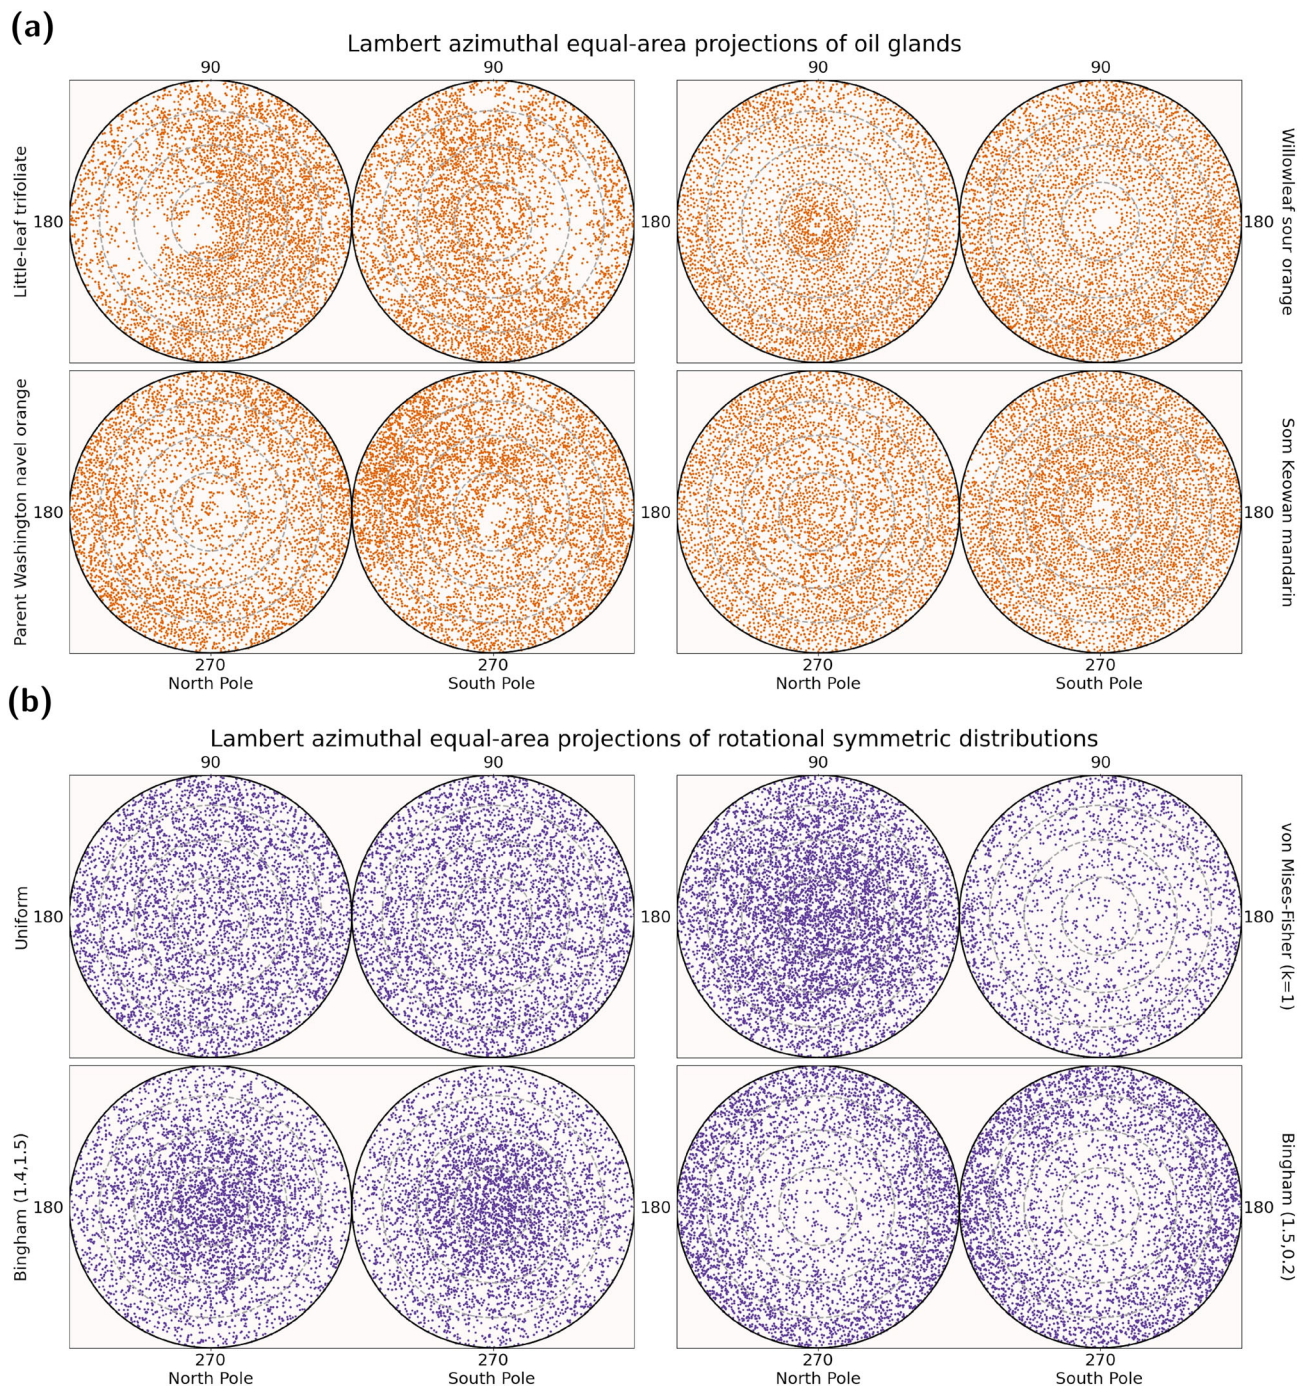 (a)
Lambert azimuthal equal-area projections of oil glands
90
90
90
90
Little-leaf trifoliate
180
180
180
Willowleaf sour orange
Parent Washington navel orange
180
180
180
Som Keowan mandarin
270
270
270
270
North Pole
South Pole
North Pole
South Pole
(b)
Lambert azimuthal equal-area projections of rotational symmetric distributions
90
90
90
90
Uniform
180
180
180
von Mises-Fisher (k=1)
Bingham (1.4,1.5)
180
180
180
Bingham (1.5,0.2)
270
270
270
270
North Pole
South Pole
North Pole
South Pole